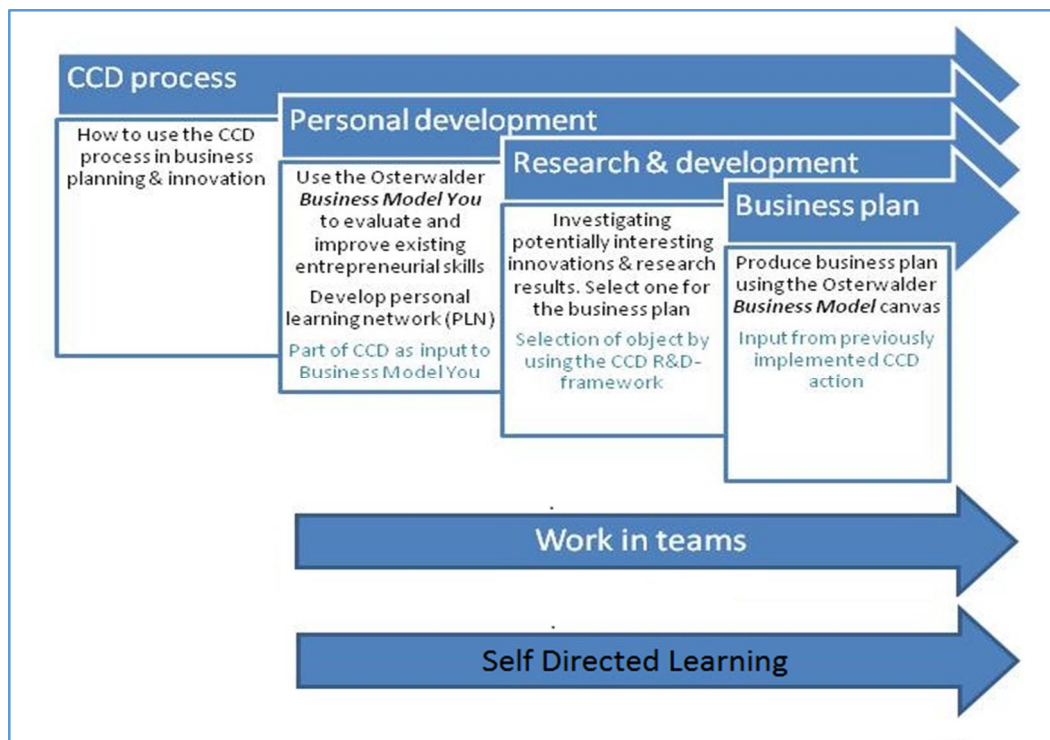 CCD process
How to use the CCD
process in business
planning & innovation
Personal development
Use the Osterwalder
Business Model You
to evaluate and
improve existing
entrepreneurial skills
Develop personal
learning network (PLN)
Part of CCD as input to
Business Model You
Research & development
Investigating
potentially interesting
innovations & research
results. Select one for
the business plan
Selection of object by
using the CCD R&D-
framework
Business plan
Produce business plan
using the Osterwalder
Business Model canvas
Input from previously
implemented CCD
action
Work in teams
Self Directed Learning